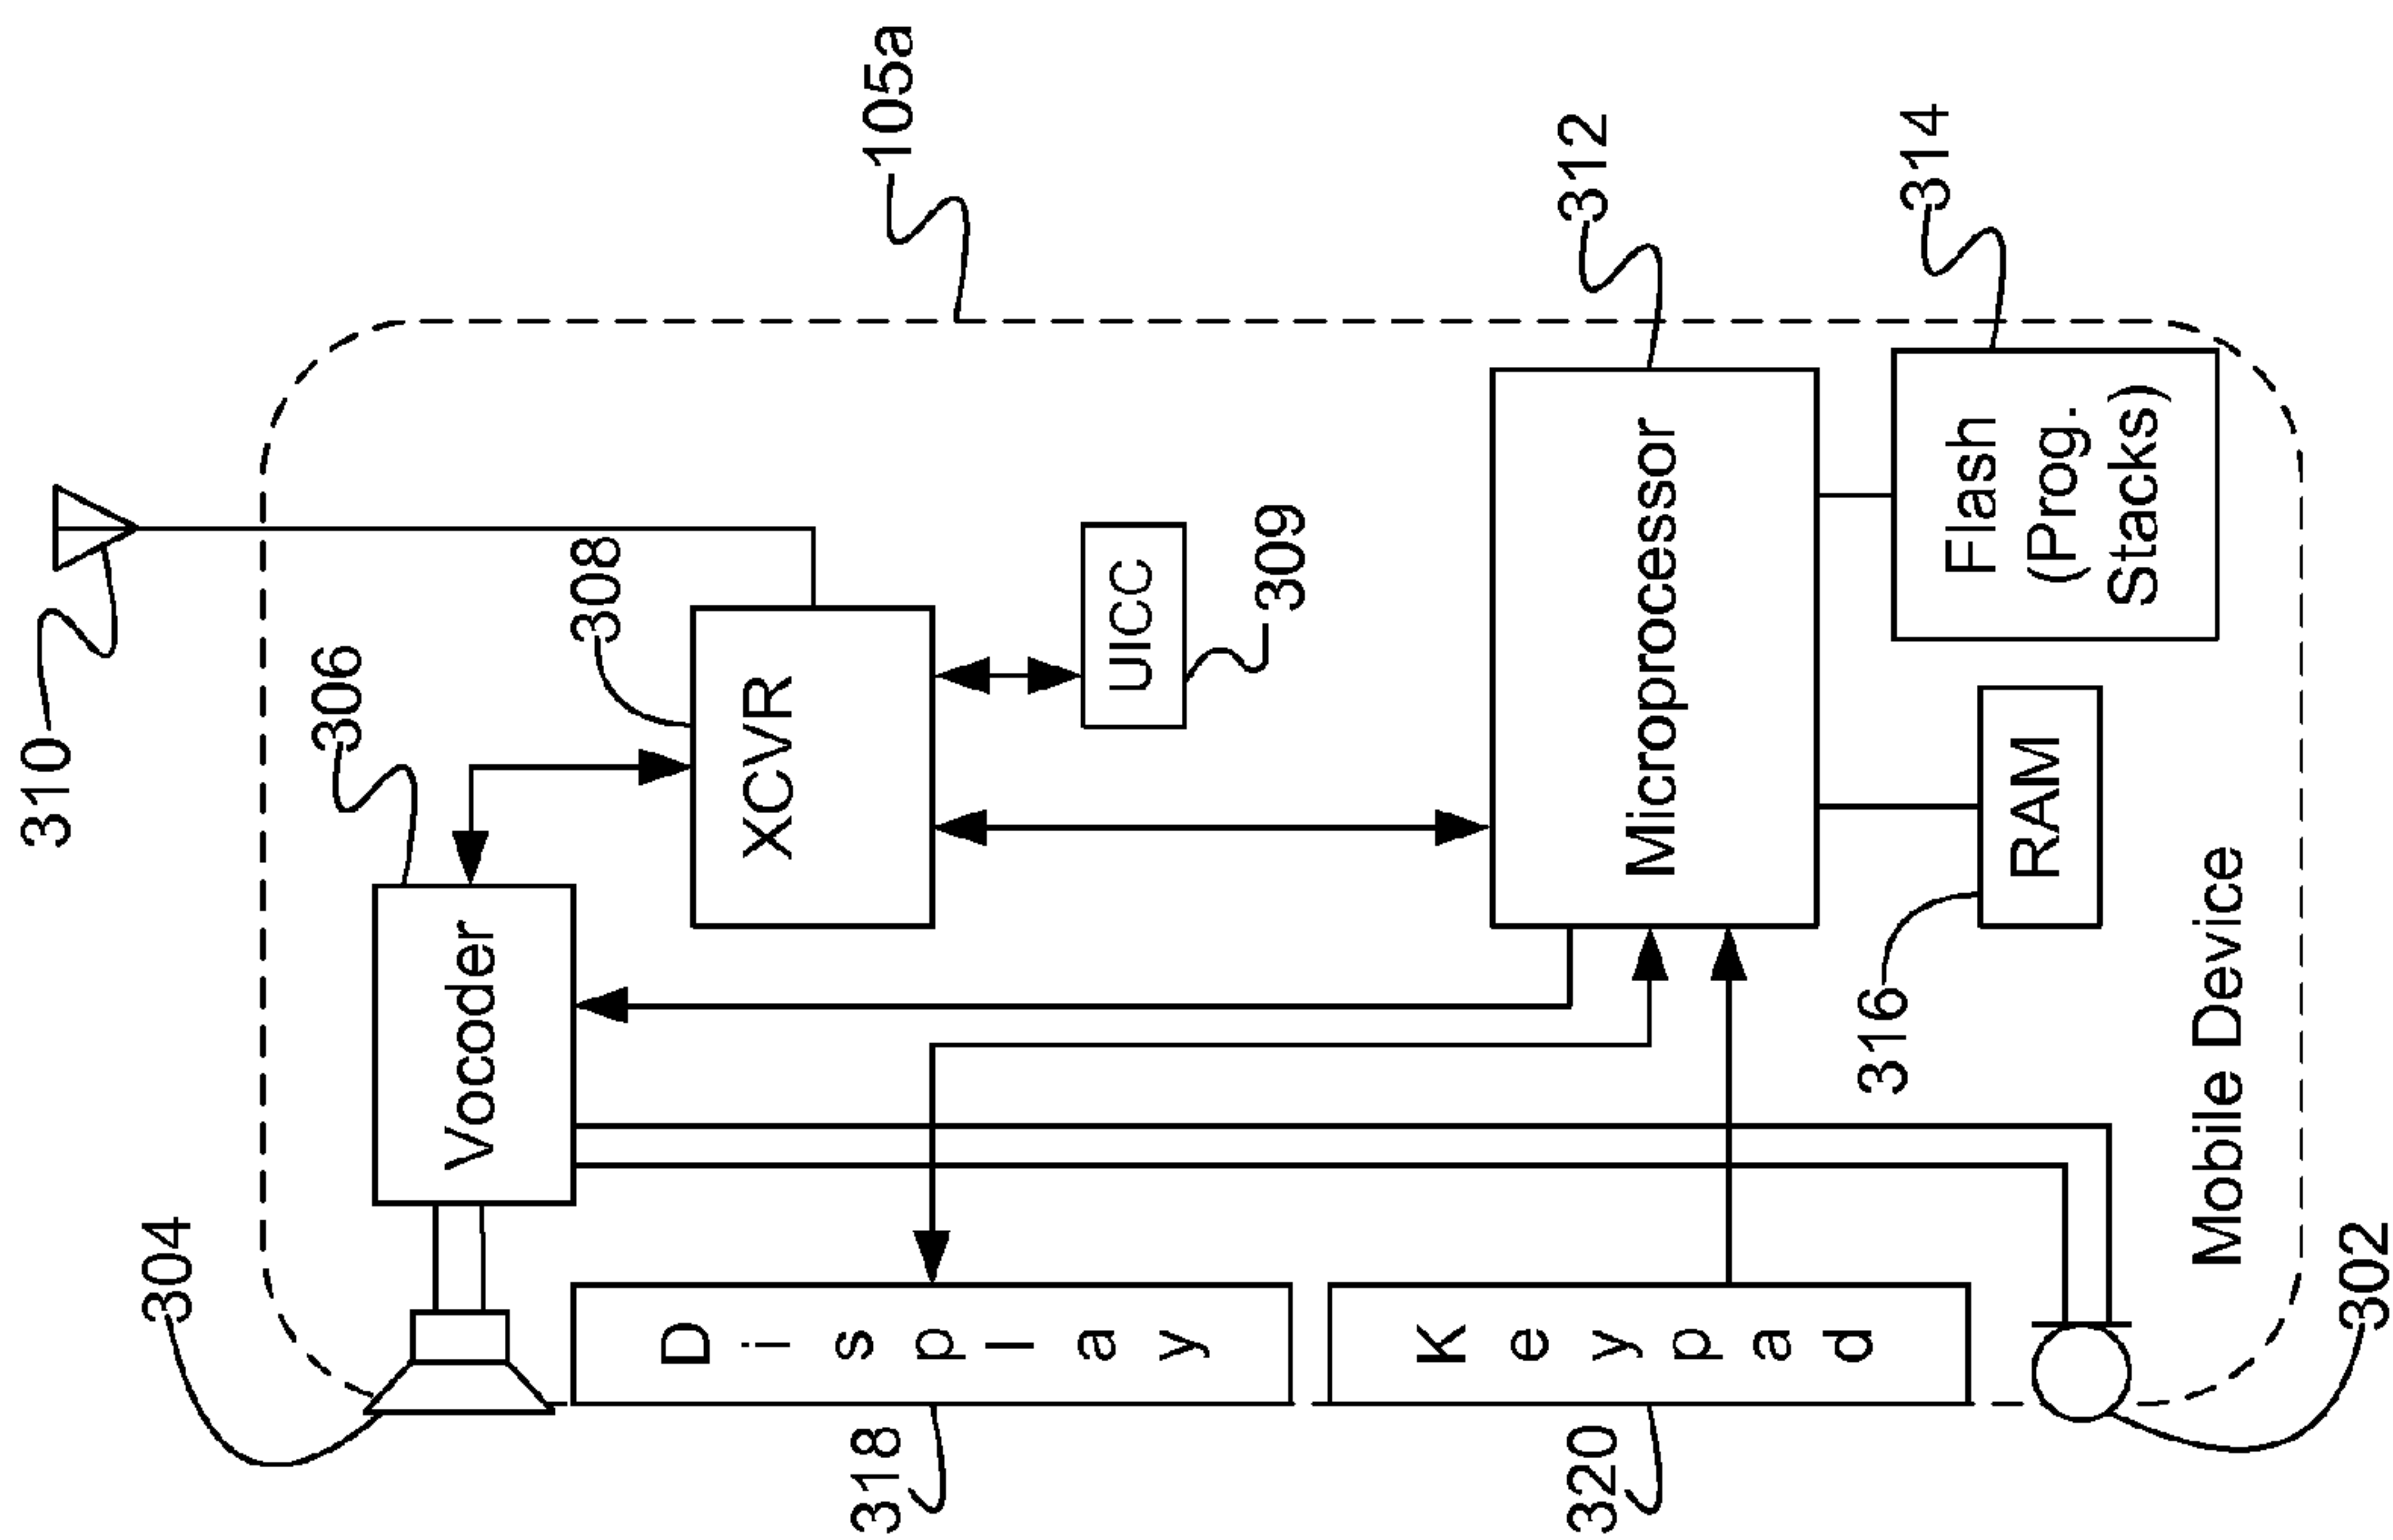 310
304
306
308
105a
Vocoder
XCVR
UICC
309
318
Display
312
Microprocessor
320
Keypad
316
RAM
314
Flash
(Prog.
Stacks)
Mobile Device
302